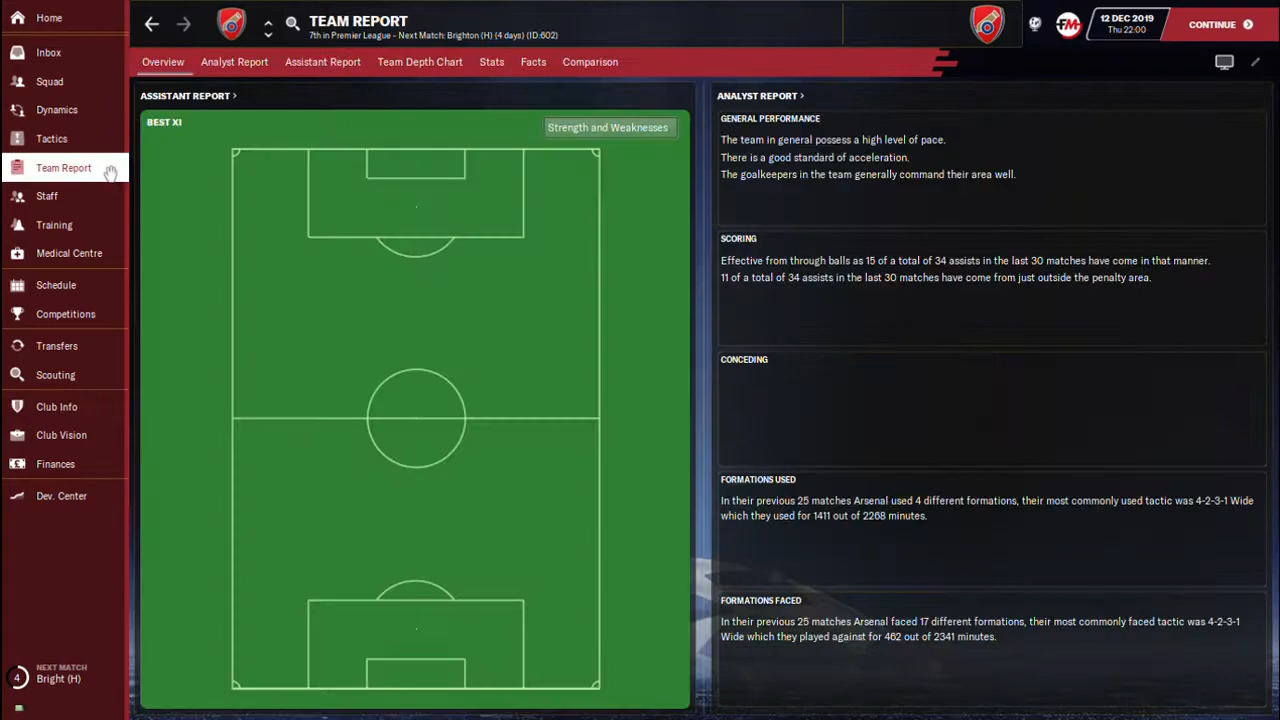 Home
Inbox
Squad
Dynamics
Tactics
Team Report
Staff
Training
Medical Centre
Schedule
Competitions
Transfers
Scouting
Club Info
Club Vision
Finances
Dev. Center
4
NEXT MATCH
Bright (H)
TEAM REPORT
7th in Premier League - Next Match: Brighton (H) (4 days) (ID:602)
FM
12 DEC 2019
Thu 22:00
CONTINUE
Overview Analyst Report Assistant Report Team Depth Chart Stats Facts Comparison
ASSISTANT REPORT >
BEST XI
Strength and Weaknesses
ANALYST REPORT >
GENERAL PERFORMANCE
The team in general possess a high level of pace.
There is a good standard of acceleration.
The goalkeepers in the team generally command their area well.
SCORING
Effective from through balls as 15 of a total of 34 assists in the last 30 matches have come in that manner.
11 of a total of 34 assists in the last 30 matches have come from just outside the penalty area.
CONCEDING
FORMATIONS USED
In their previous 25 matches Arsenal used 4 different formations, their most commonly used tactic was 4-2-3-1 Wide
which they used for 1411 out of 2268 minutes.
FORMATIONS FACED
In their previous 25 matches Arsenal faced 17 different formations, their most commonly faced tactic was 4-2-3-1
Wide which they played against for 462 out of 2341 minutes.